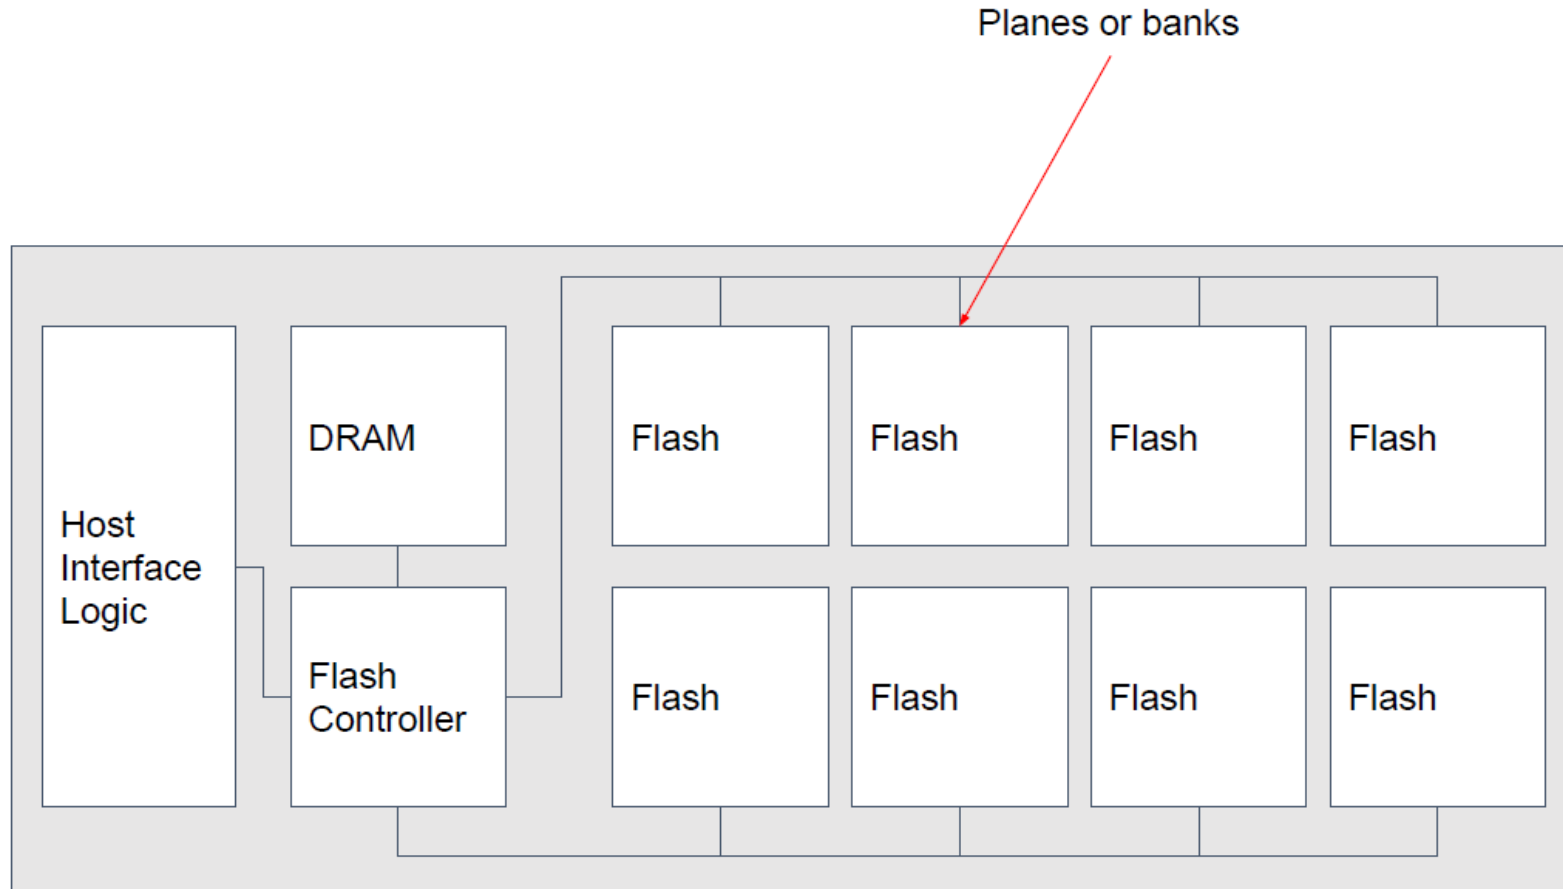 Planes or banks
Host
Interface
Logic
DRAM
Flash
Controller
Flash
Flash
Flash
Flash
Flash
Flash
Flash
Flash